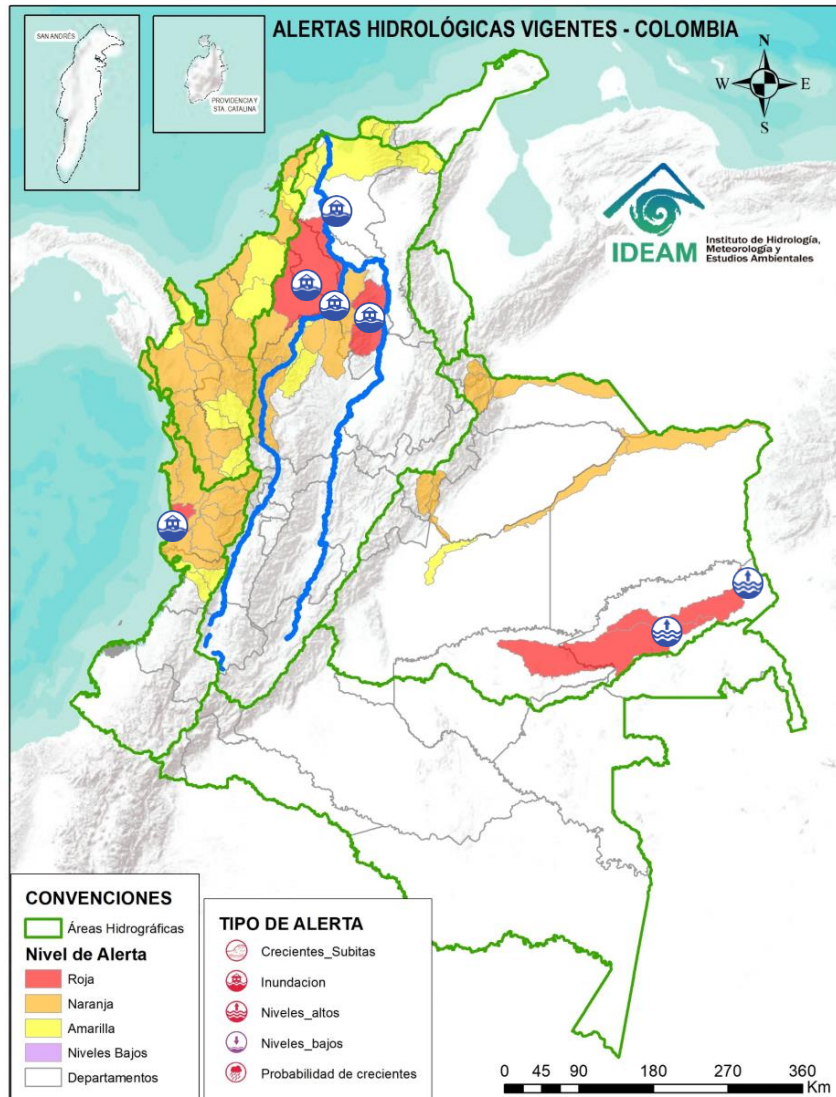 ALERTAS HIDROLÓGICAS VIGENTES - COLOMBIA
SAN ANDRÉS
PROVIDENCIA Y
STA. CATALINA
N
W
E
S
IDEAM
Instituto de Hidrología,
Meteorología y
Estudios Ambientales
CONVENCIONES
Áreas Hidrográficas
Nivel de Alerta
Roja
Naranja
Amarilla
Niveles Bajos
Departamentos
TIPO DE ALERTA
Crecientes_Subitas
Inundacion
Niveles_altos
Niveles_bajos
Probabilidad de crecientes
0 45 90 180 270 360
Km